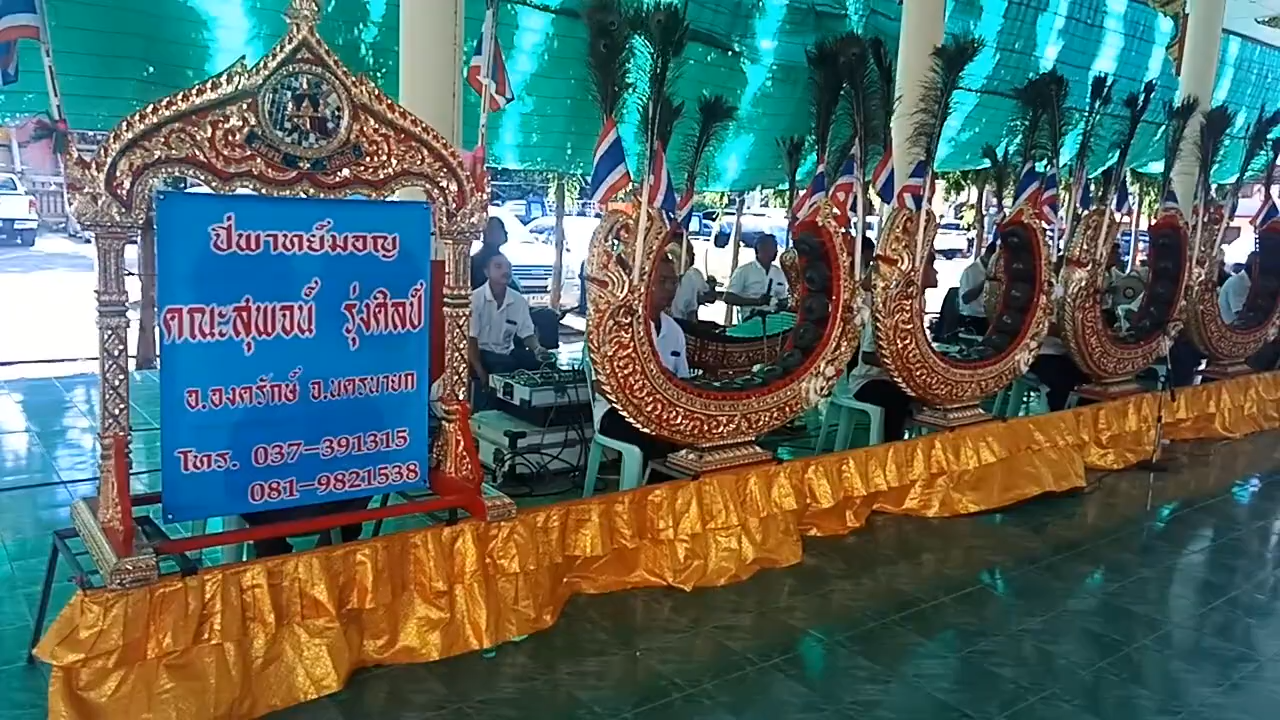 ปี่พาทย์มอญ
คณะสุพจน์ รุ่งศิลป์
อ.องครักษ์ จ.นครนายก
โทร. 037-391315
081-9821538